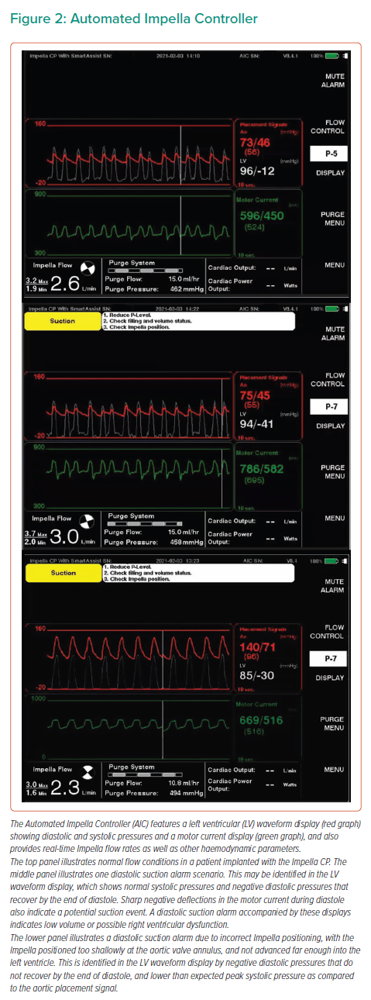 Figure 2: Automated Impella Controller
Impella CP With SmartAssist SN: 2021-02-03 14:10 AIC SN: V8.4.1 100%
MUTE
ALARM
160
Placement Signals
Ao (mmHg)
73/46
(56)
LV (mmHg)
96/-12
-20
10 sec.
FLOW
CONTROL
P-5
DISPLAY
900
Motor Current
596/450
(524)
300
10 sec.
PURGE
MENU
Impella Flow
3.2 Max
1.9 Min
2.6 L/min
Purge System
Purge Flow: 15.0 ml/hr
Purge Pressure: 462 mmHg
Cardiac Output: -- L/min
Cardiac Power
Output: -- Watts
MENU
Impella CP With SmartAssist SN: 2021-02-03 14:22 AIC SN: V8.4.1 100%
Suction
1. Reduce P-Level.
2. Check filling and volume status.
3. Check Impella position.
MUTE
ALARM
160
Placement Signals
Ao (mmHg)
75/45
(55)
LV (mmHg)
94/-41
-20
10 sec.
FLOW
CONTROL
P-7
DISPLAY
900
Motor Current
786/582
(695)
300
10 sec.
PURGE
MENU
Impella Flow
3.7 Max
2.0 Min
3.0 L/min
Purge System
Purge Flow: 15.0 ml/hr
Purge Pressure: 458 mmHg
Cardiac Output: -- L/min
Cardiac Power
Output: -- Watts
MENU
Impella CP With SmartAssist SN: 2021-02-03 13:23 AIC SN: V8.4 100%
Suction
1. Reduce P-Level.
2. Check filling and volume status.
3. Check Impella position.
MUTE
ALARM
160
Placement Signals
Ao (mmHg)
140/71
(96)
LV (mmHg)
85/-30
-20
10 sec.
FLOW
CONTROL
P-7
DISPLAY
1000
Motor Current
669/516
(516)
0
10 sec.
PURGE
MENU
Impella Flow
3.0 Max
1.6 Min
2.3 L/min
Purge System
Purge Flow: 10.8 ml/hr
Purge Pressure: 494 mmHg
Cardiac Output: -- L/min
Cardiac Power
Output: -- Watts
MENU
The Automated Impella Controller (AIC) features a left ventricular (LV) waveform display (red graph)
showing diastolic and systolic pressures and a motor current display (green graph), and also
provides real-time Impella flow rates as well as other haemodynamic parameters.
The top panel illustrates normal flow conditions in a patient implanted with the Impella CP. The
middle panel illustrates one diastolic suction alarm scenario. This may be identified in the LV
waveform display, which shows normal systolic pressures and negative diastolic pressures that
recover by the end of diastole. Sharp negative deflections in the motor current during diastole
also indicate a potential suction event. A diastolic suction alarm accompanied by these displays
indicates low volume or possible right ventricular dysfunction.
The lower panel illustrates a diastolic suction alarm due to incorrect Impella positioning, with the
Impella positioned too shallowly at the aortic valve annulus, and not advanced far enough into the
left ventricle. This is identified in the LV waveform display by negative diastolic pressures that do
not recover by the end of diastole, and lower than expected peak systolic pressure as compared
to the aortic placement signal.